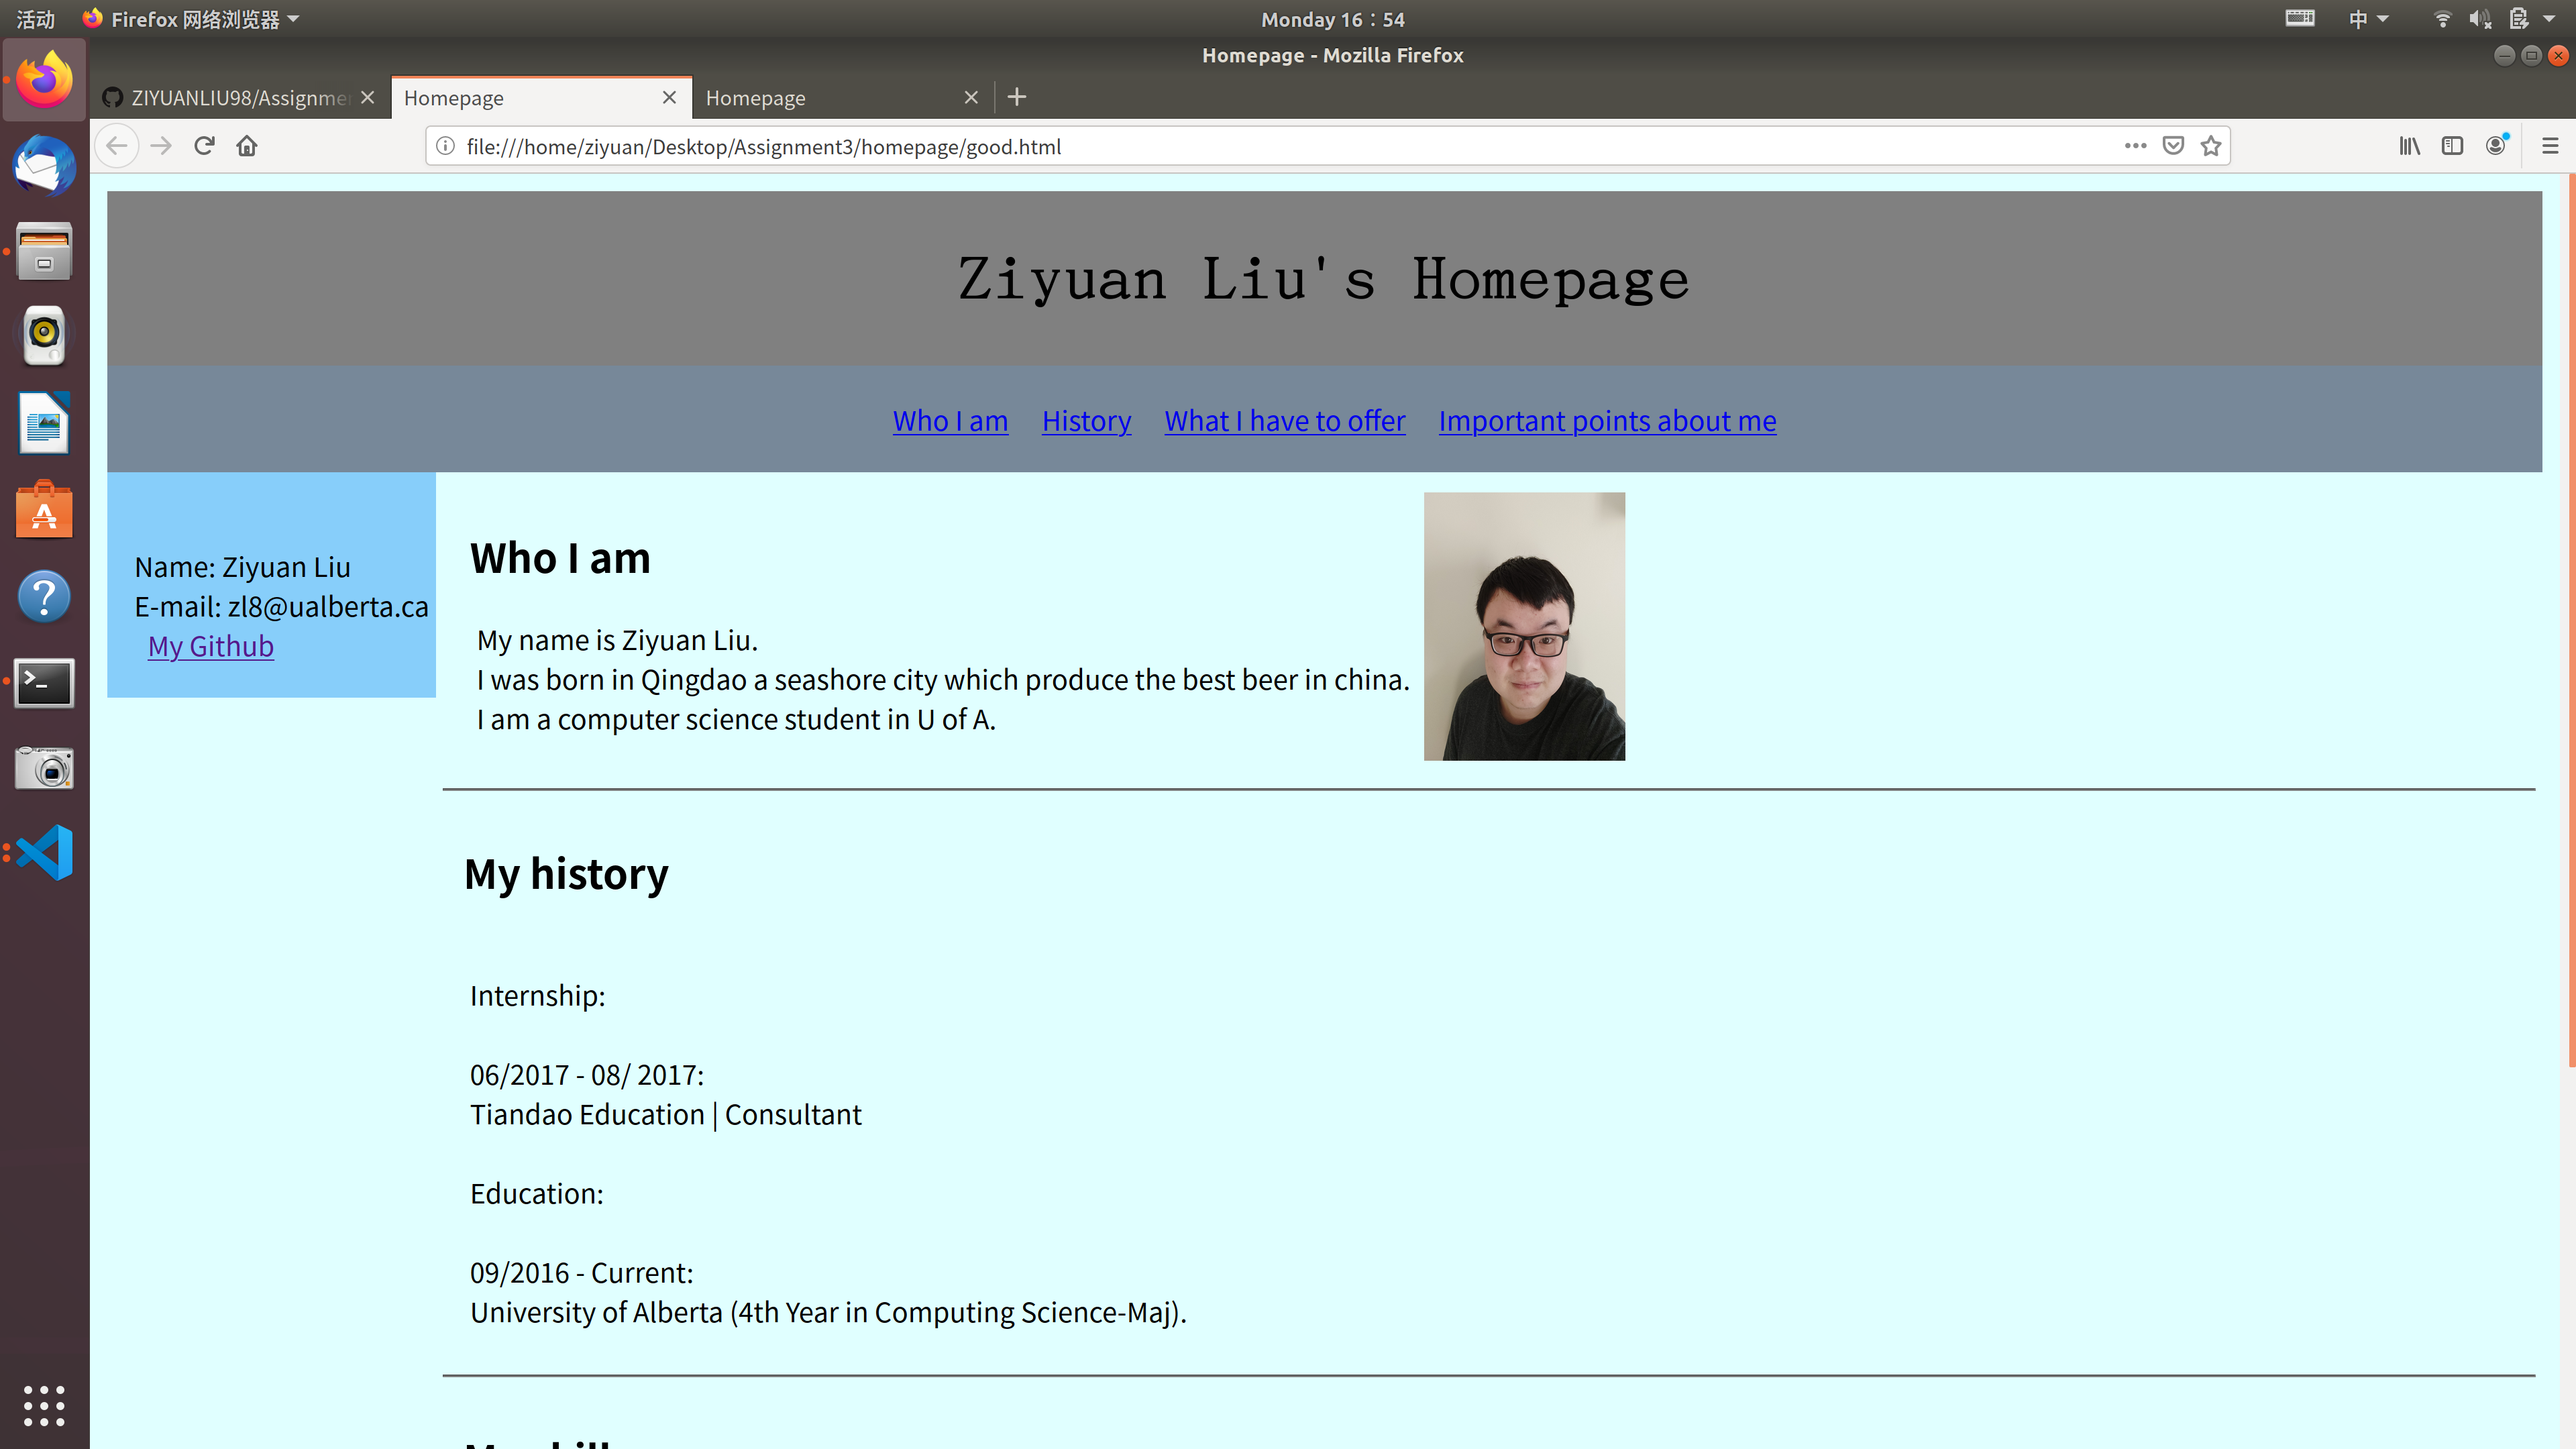 活动 Firefox 网络浏览器 Monday 16：54 中
Homepage - Mozilla Firefox
ZIYUANLIU98/Assignme Homepage Homepage
file:///home/ziyuan/Desktop/Assignment3/homepage/good.html
Ziyuan Liu's Homepage
Who I am History What I have to offer Important points about me
Name: Ziyuan Liu
E-mail: zl8@ualberta.ca
My Github
Who I am
My name is Ziyuan Liu.
I was born in Qingdao a seashore city which produce the best beer in china.
I am a computer science student in U of A.
My history
Internship:
06/2017 - 08/ 2017:
Tiandao Education | Consultant
Education:
09/2016 - Current:
University of Alberta (4th Year in Computing Science-Maj).